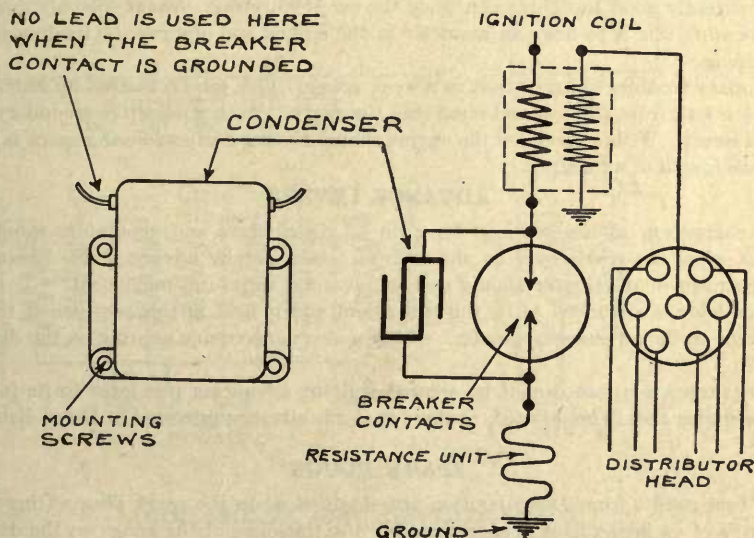 NO LEAD IS USED HERE
WHEN THE BREAKER
CONTACT IS GROUNDED
IGNITION COIL
CONDENSER
BREAKER
CONTACTS
MOUNTING
SCREWS
RESISTANCE UNIT
DISTRIBUTOR
HEAD
GROUND